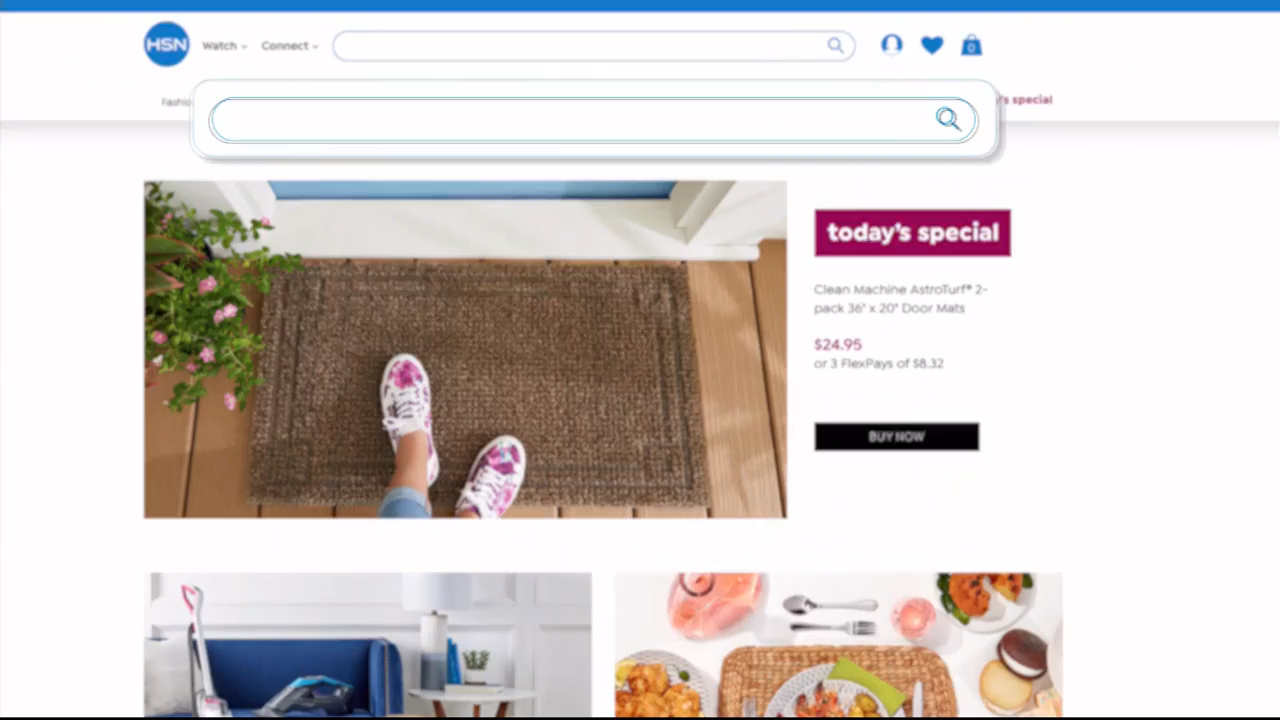 HSN
Watch
Connect
0
Fashio
's special
today's special
Clean Machine AstroTurf® 2-
pack 36" x 20" Door Mats
$24.95
or 3 FlexPays of $8.32
BUY NOW